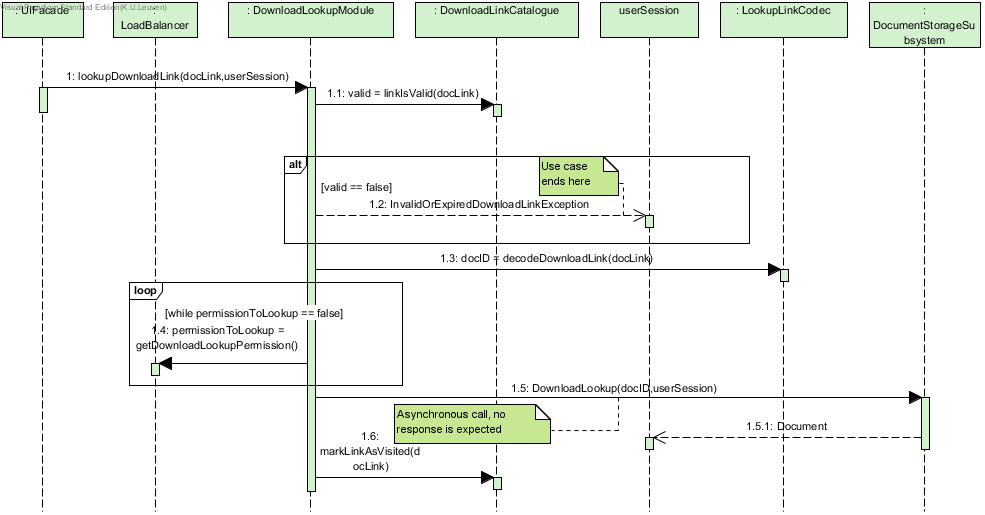 Visual Paradigm Standard Edition(K.U.Leuven)
: UIFacade
LoadBalancer
: DownloadLookupModule
: DownloadLinkCatalogue
userSession
: LookupLinkCodec
:
DocumentStorageSu
bsystem
1: lookupDownloadLink(docLink,userSession)
1.1: valid = linkIsValid(docLink)
alt
Use case
ends here
[valid == false]
1.2: InvalidOrExpiredDownloadLinkException
1.3: docID = decodeDownloadLink(docLink)
loop
[while permissionToLookup == false]
1.4: permissionToLookup =
getDownloadLookupPermission()
1.5: DownloadLookup(docID,userSession)
Asynchronous call, no
response is expected
1.5.1: Document
1.6:
markLinkAsVisited(d
ocLink)